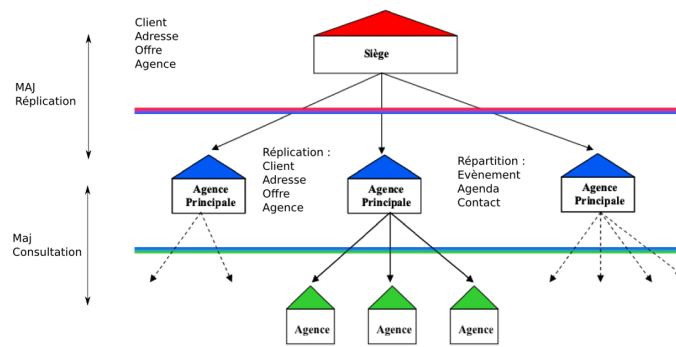 Client
Adresse
Offre
Agence
Siège
MAJ
Réplication
Réplication :
Client
Adresse
Offre
Agence
Répartition :
Evènement
Agenda
Contact
Agence
Principale
Agence
Principale
Agence
Principale
Maj
Consultation
Agence
Agence
Agence